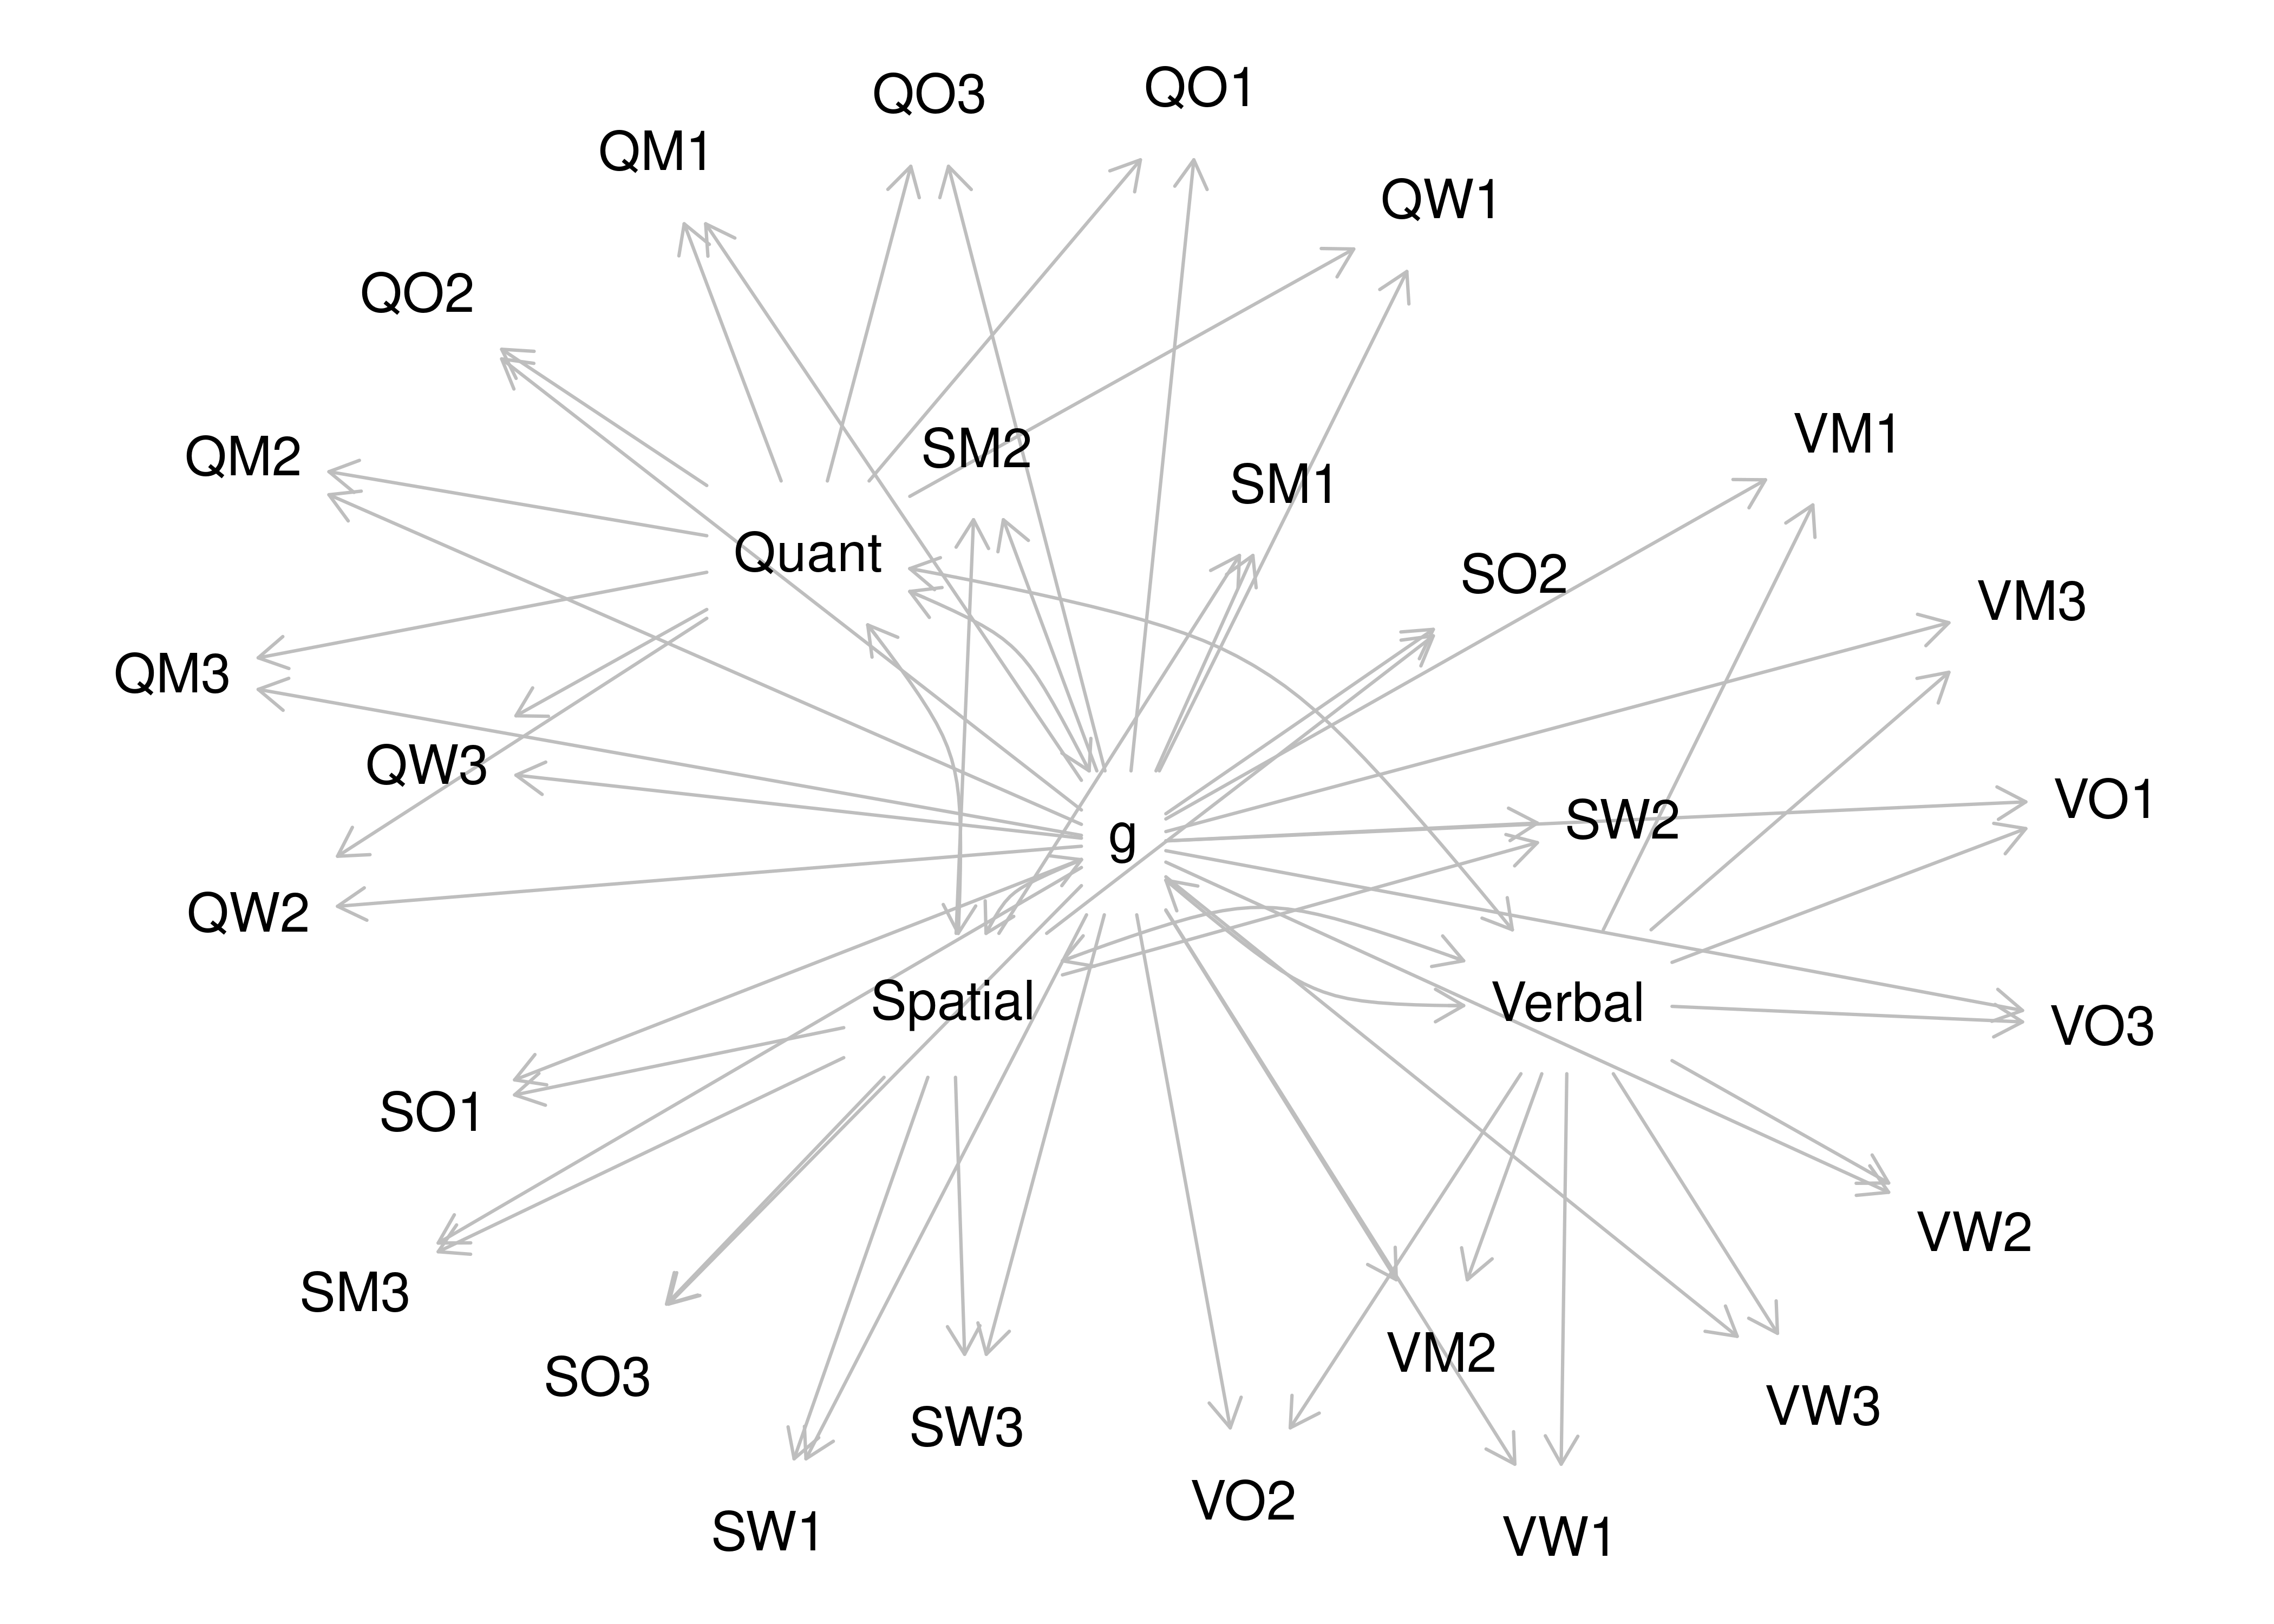 QO1
QO3
QM1
QW1
QO2
VM1
SM2
QM2
SM1
Quant
SO2
VM3
QM3
QW3
VO1
SW2
g
QW2
Spatial
Verbal
VO3
SO1
VW2
SM3
VM2
SO3
VW3
SW3
VO2
SW1
VW1